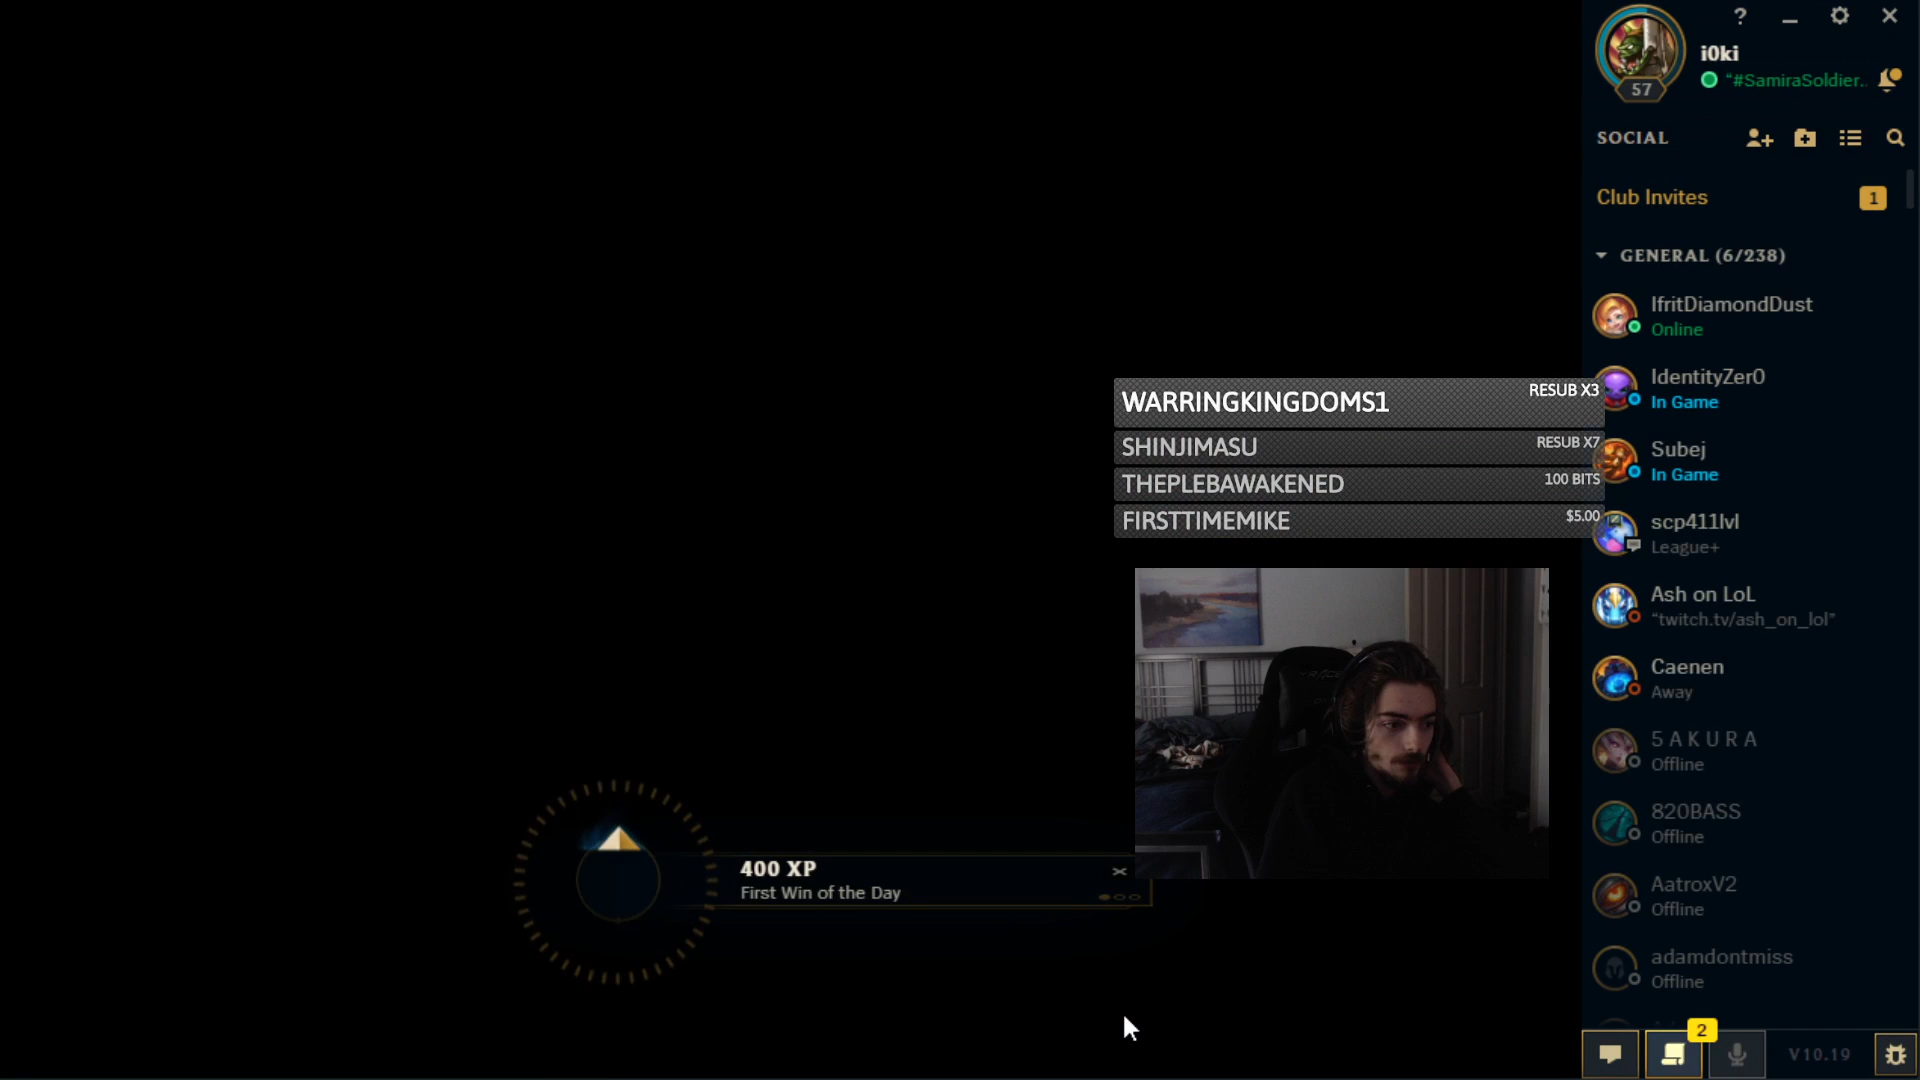 ?
i0ki
"#SamiraSoldier..
57
SOCIAL
Club Invites
1
GENERAL (6/238)
IfritDiamondDust
Online
IdentityZer0
In Game
Subej
In Game
scp411lvl
League+
Ash on LoL
"twitch.tv/ash_on_lol"
Caenen
Away
5 A K U R A
Offline
820BASS
Offline
AatroxV2
Offline
adamdontmiss
Offline
WARRINGKINGDOMS1 RESUB X3
SHINJIMASU RESUB X7
THEPLEBAWAKENED 100 BITS
FIRSTTIMEMIKE $5.00
400 XP
First Win of the Day
2
V10.19